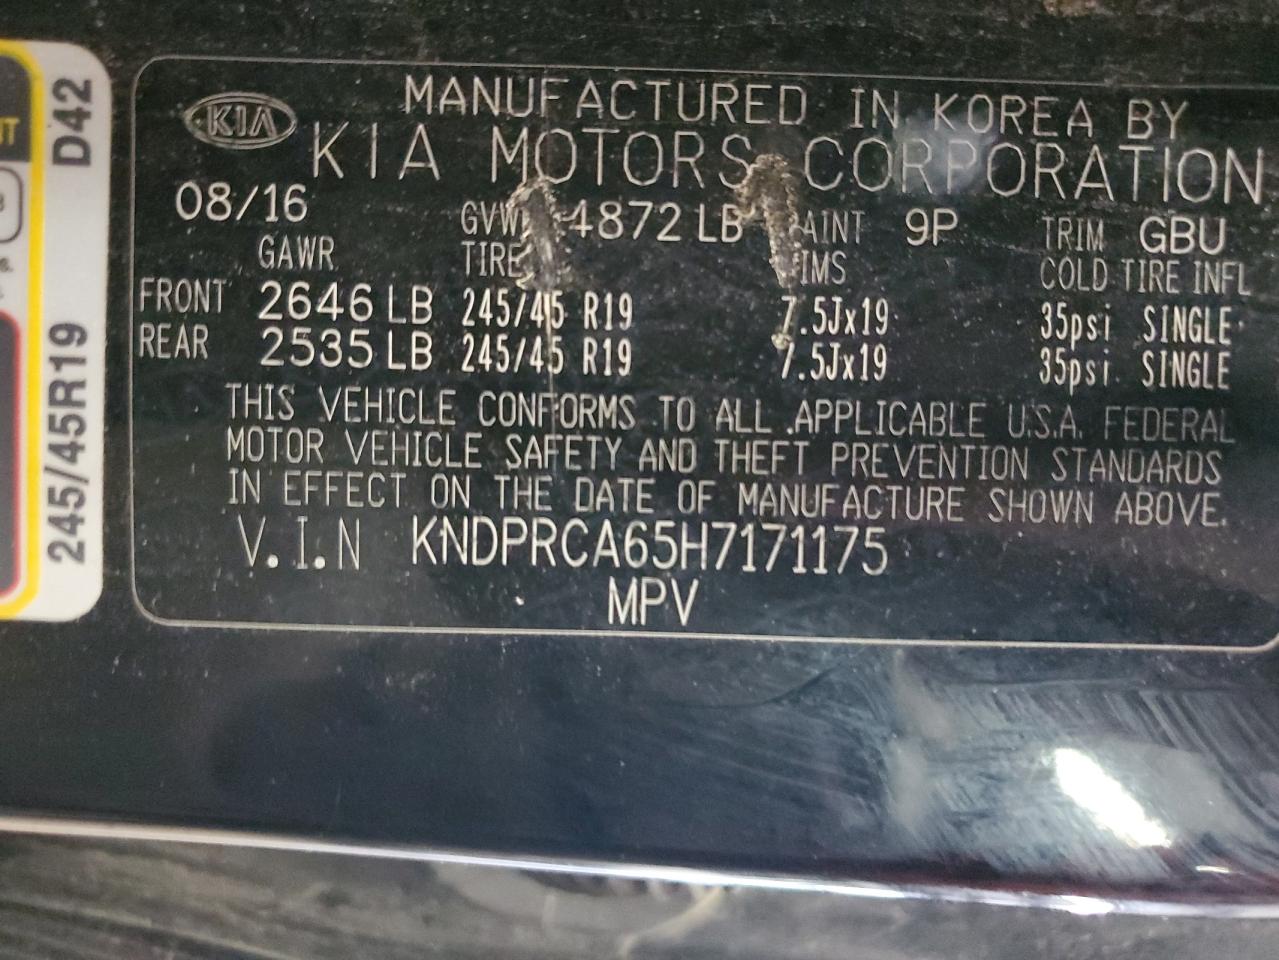 MANUFACTURED IN KOREA BY
KIA
KIA MOTORS CORPORATION
08/16 4872 LB 9P TRIM GBU
GAWR TIRE COLD TIRE INFL
FRONT 2646 LB 245/45 R19 7.5Jx19 35psi SINGLE
REAR 2535 LB 245/45 R19 7.5Jx19 35psi SINGLE
THIS VEHICLE CONFORMS TO ALL APPLICABLE U.S.A. FEDERAL
MOTOR VEHICLE SAFETY AND THEFT PREVENTION STANDARDS
IN EFFECT ON THE DATE OF MANUFACTURE SHOWN ABOVE.
V.I.N KNDPRCA65H7171175
MPV
D42
245/45R19